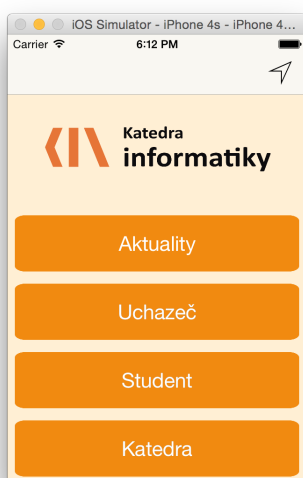 iOS Simulator - iPhone 4s - iPhone 4...
Carrier 6:12 PM
Katedra
informatiky
Aktuality
Uchazeč
Student
Katedra